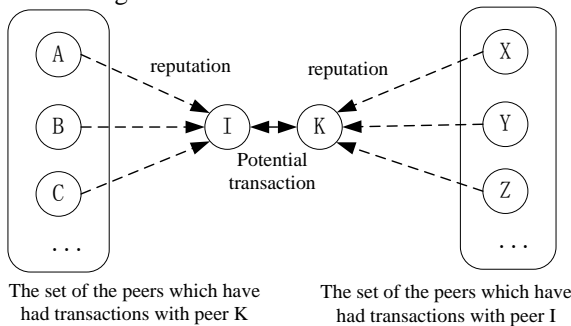 A
B
C
...
reputation
I
K
Potential
transaction
reputation
X
Y
Z
...
The set of the peers which have
had transactions with peer K
The set of the peers which have
had transactions with peer I